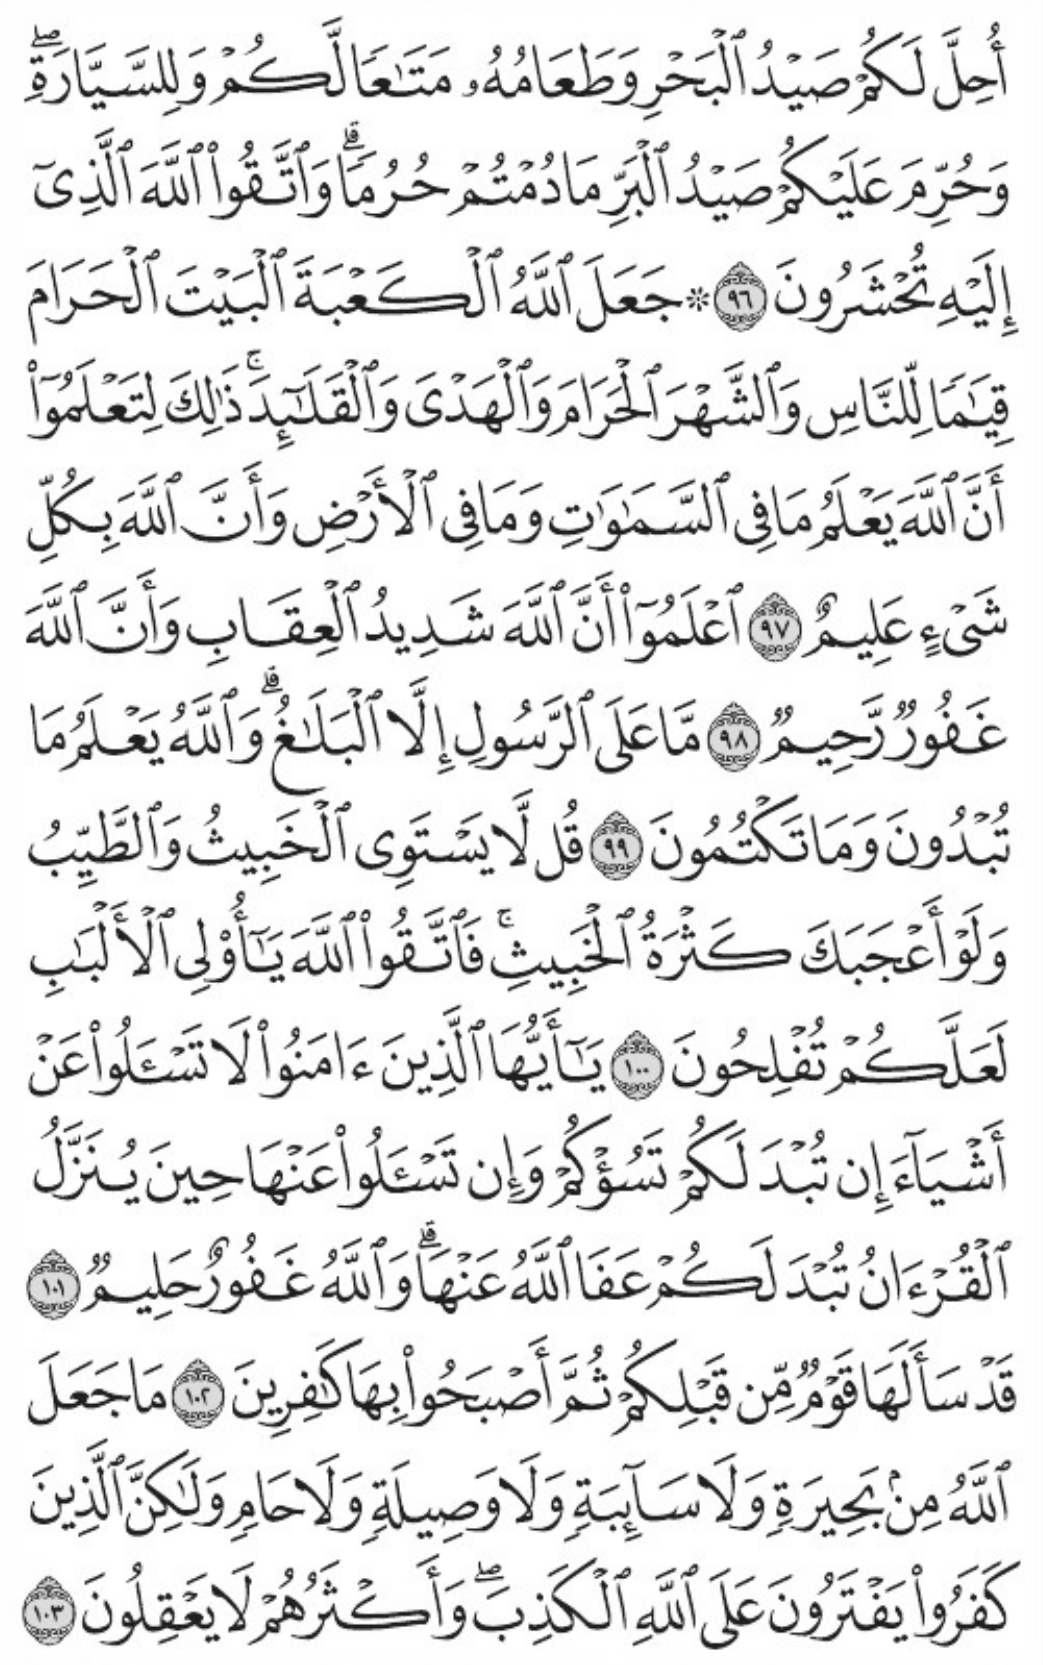 أُحِلَّ لَكُمۡ صَيۡدُ ٱلۡبَحۡرِ وَطَعَامُهُۥ مَتَٰعٗا لَّكُمۡ وَلِلسَّيَّارَةِۖ
وَحُرِّمَ عَلَيۡكُمۡ صَيۡدُ ٱلۡبَرِّ مَا دُمۡتُمۡ حُرُمٗاۗ وَٱتَّقُواْ ٱللَّهَ ٱلَّذِيٓ
إِلَيۡهِ تُحۡشَرُونَ ٩٦ ۞ جَعَلَ ٱللَّهُ ٱلۡكَعۡبَةَ ٱلۡبَيۡتَ ٱلۡحَرَامَ
قِيَٰمٗا لِّلنَّاسِ وَٱلشَّهۡرَ ٱلۡحَرَامَ وَٱلۡهَدۡيَ وَٱلۡقَلَٰٓئِدَۚ ذَٰلِكَ لِتَعۡلَمُوٓاْ
أَنَّ ٱللَّهَ يَعۡلَمُ مَا فِي ٱلسَّمَٰوَٰتِ وَمَا فِي ٱلۡأَرۡضِ وَأَنَّ ٱللَّهَ بِكُلِّ
شَيۡءٍ عَلِيمٌ ٩٧ ٱعۡلَمُوٓاْ أَنَّ ٱللَّهَ شَدِيدُ ٱلۡعِقَابِ وَأَنَّ ٱللَّهَ
غَفُورٞ رَّحِيمٞ ٩٨ مَّا عَلَى ٱلرَّسُولِ إِلَّا ٱلۡبَلَٰغُۗ وَٱللَّهُ يَعۡلَمُ مَا
تُبۡدُونَ وَمَا تَكۡتُمُونَ ٩٩ قُل لَّا يَسۡتَوِي ٱلۡخَبِيثُ وَٱلطَّيِّبُ
وَلَوۡ أَعۡجَبَكَ كَثۡرَةُ ٱلۡخَبِيثِۚ فَٱتَّقُواْ ٱللَّهَ يَٰٓأُوْلِي ٱلۡأَلۡبَٰبِ
لَعَلَّكُمۡ تُفۡلِحُونَ ١٠٠ يَٰٓأَيُّهَا ٱلَّذِينَ ءَامَنُواْ لَا تَسۡـَٔلُواْ عَنۡ
أَشۡيَآءَ إِن تُبۡدَ لَكُمۡ تَسُؤۡكُمۡ وَإِن تَسۡـَٔلُواْ عَنۡهَا حِينَ يُنَزَّلُ
ٱلۡقُرۡءَانُ تُبۡدَ لَكُمۡ عَفَا ٱللَّهُ عَنۡهَاۗ وَٱللَّهُ غَفُورٌ حَلِيمٞ ١٠١
قَدۡ سَأَلَهَا قَوۡمٞ مِّن قَبۡلِكُمۡ ثُمَّ أَصۡبَحُواْ بِهَا كَٰفِرِينَ ١٠٢ مَا جَعَلَ
ٱللَّهُ مِنۢ بَحِيرَةٖ وَلَا سَآئِبَةٖ وَلَا وَصِيلَةٖ وَلَا حَامٖ وَلَٰكِنَّ ٱلَّذِينَ
كَفَرُواْ يَفۡتَرُونَ عَلَى ٱللَّهِ ٱلۡكَذِبَۖ وَأَكۡثَرُهُمۡ لَا يَعۡقِلُونَ ١٠٣